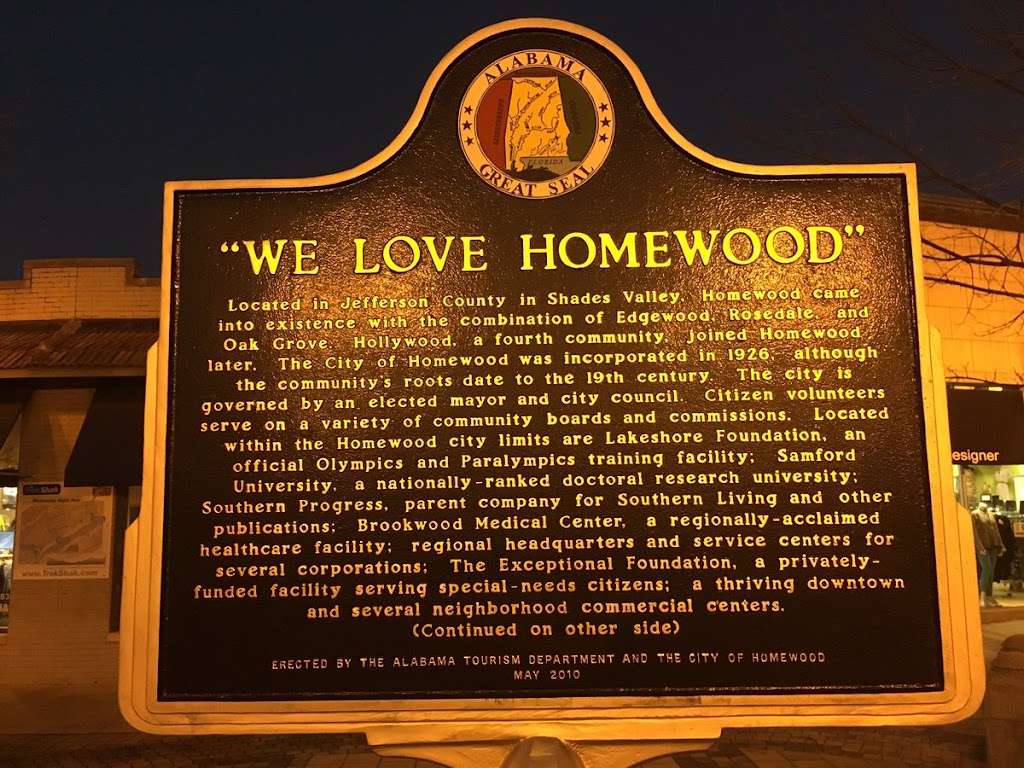 ALABAMA
FLORIDA
GREAT SEAL
"WE LOVE HOMEWOOD"
Located in Jefferson County in Shades Valley, Homewood came
into existence with the combination of Edgewood, Rosedale, and
Oak Grove. Hollywood, a fourth community, joined Homewood
later. The City of Homewood was incorporated in 1926, although
the community's roots date to the 19th century. The city is
governed by an elected mayor and city council. Citizen volunteers
serve on a variety of community boards and commissions. Located
within the Homewood city limits are Lakeshore Foundation, an
official Olympics and Paralympics training facility; Samford
University, a nationally-ranked doctoral research university;
Southern Progress, parent company for Southern Living and other
publications; Brookwood Medical Center, a regionally-acclaimed
healthcare facility; regional headquarters and service centers for
several corporations; The Exceptional Foundation, a privately-
funded facility serving special-needs citizens; a thriving downtown
and several neighborhood commercial centers.
(Continued on other side)
ERECTED BY THE ALABAMA TOURISM DEPARTMENT AND THE CITY OF HOMEWOOD
MAY 2010
Trak Shak
www.TrakShak.com
esigner